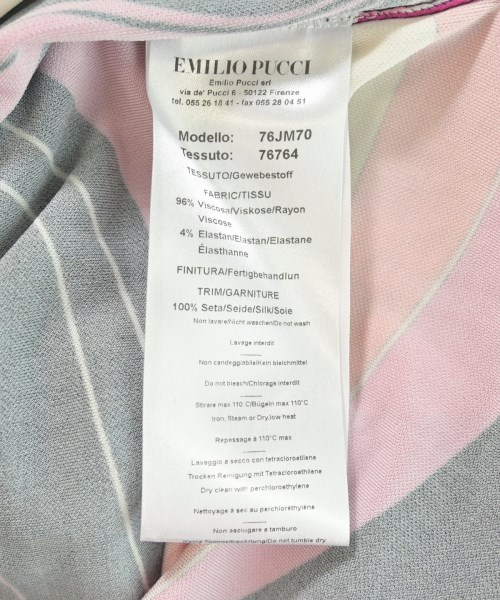 EMILIO PUCCI
Emilio Pucci srl
via de' Pucci 6 - 50122 Firenze
tel. 055 26 18 41 - fax 055 28 04 51
Modello: 76JM70
Tessuto: 76764
TESSUTO/Gewebestoff
FABRIC/TISSU
96% Viscosa/Viskose/Rayon
Viscose
4% Elastan/Elastan/Elastane
Élasthanne
FINITURA/Fertigbehandlun
TRIM/GARNITURE
100% Seta/Seide/Silk/Soie
Non lavare/Nicht waschen/Do not wash
Lavage interdit
Non candeggiabile/Kein bleichmittel
Do mit bleach/Chlorage interdit
Stirare max 110 C/Bügeln max 110°C
Iron, Steam or Dry, low heat
Repessage à 110°C max
Lavaggio a secco con tetracloroetilene
Trocken Reinigung mit Tetracloroethylen
Dry clean with perchloroethylene
Nettoyage à sec au perchloroéthylène
Non asciugare a tamburo
not tumble dry